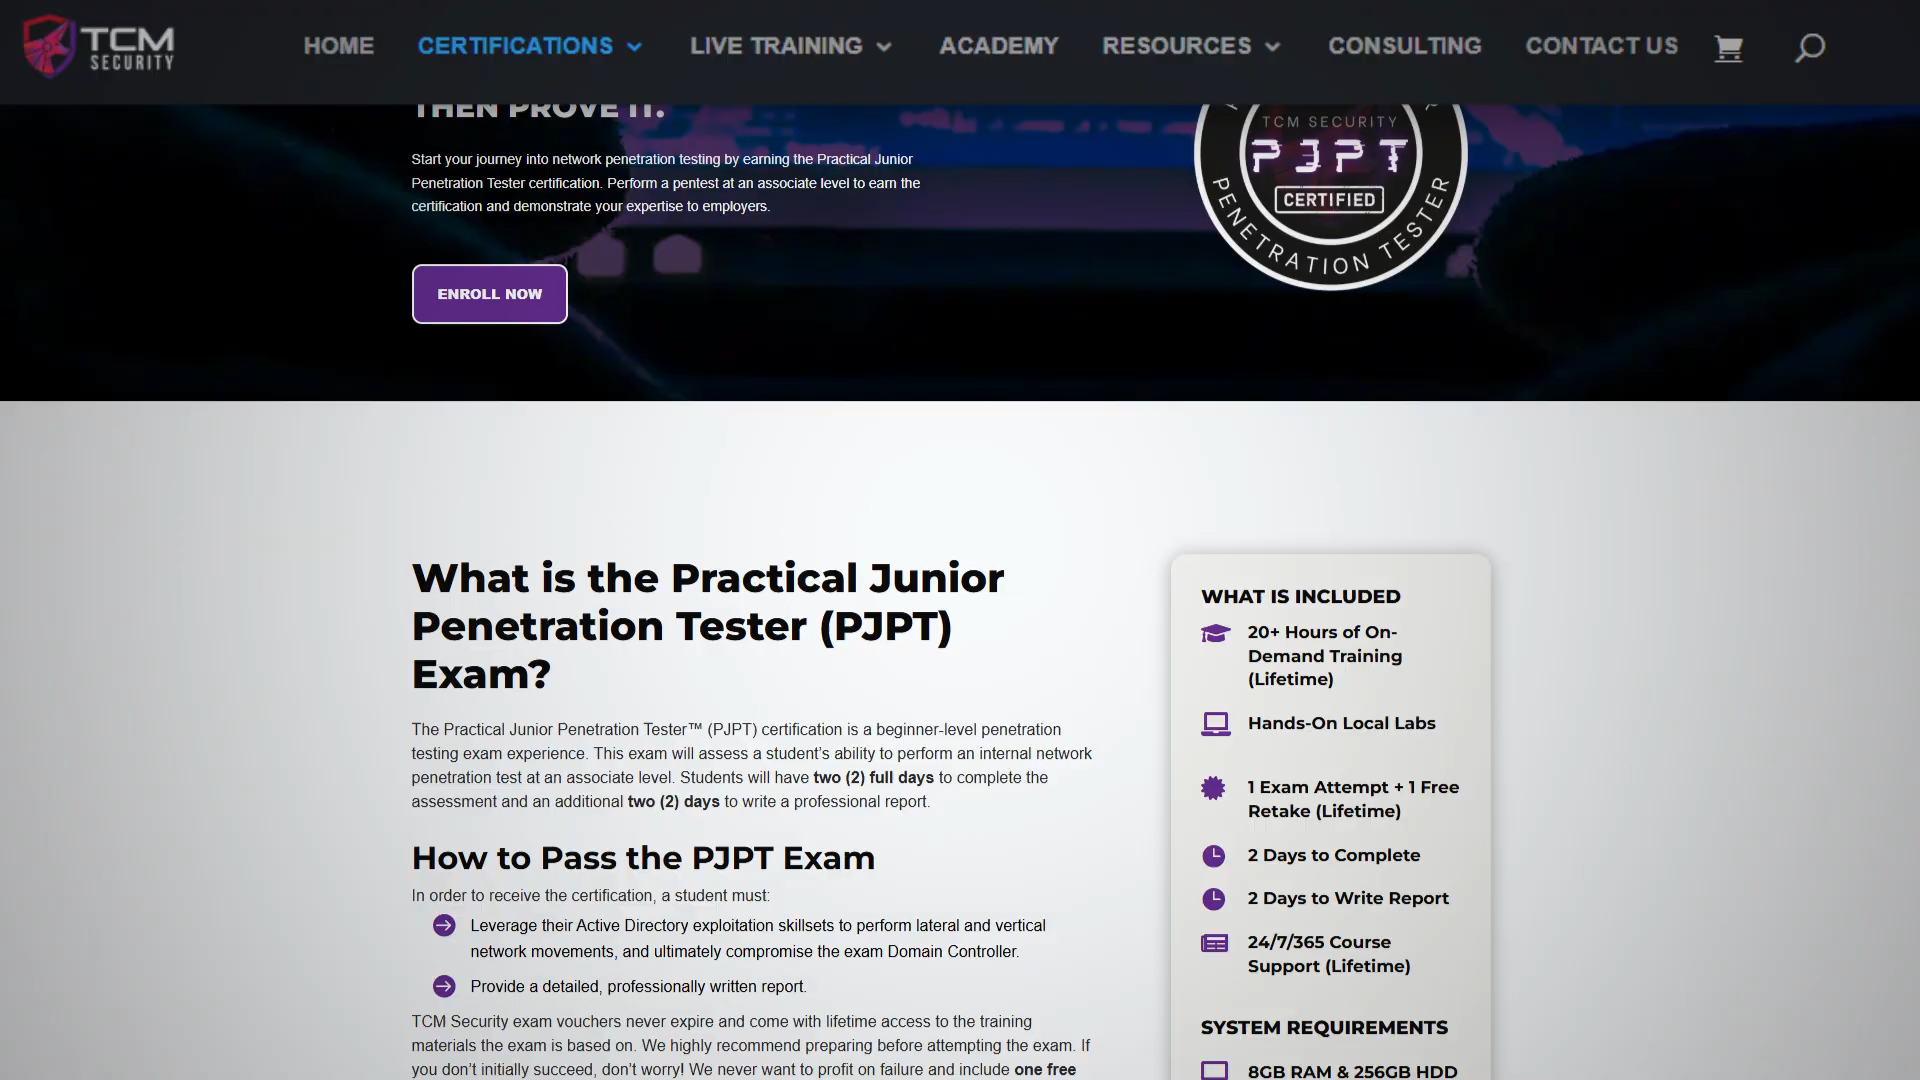 TCM
SECURITY
HOME
CERTIFICATIONS
LIVE TRAINING
ACADEMY
RESOURCES
CONSULTING
CONTACT US
THEN PROVE IT.
Start your journey into network penetration testing by earning the Practical Junior
Penetration Tester certification. Perform a pentest at an associate level to earn the
certification and demonstrate your expertise to employers.
ENROLL NOW
TCM SECURITY
PJPT
CERTIFIED
PENETRATION TESTER
What is the Practical Junior
Penetration Tester (PJPT)
Exam?
The Practical Junior Penetration Tester™ (PJPT) certification is a beginner-level penetration
testing exam experience. This exam will assess a student’s ability to perform an internal network
penetration test at an associate level. Students will have two (2) full days to complete the
assessment and an additional two (2) days to write a professional report.
How to Pass the PJPT Exam
In order to receive the certification, a student must:
Leverage their Active Directory exploitation skillsets to perform lateral and vertical
network movements, and ultimately compromise the exam Domain Controller.
Provide a detailed, professionally written report.
TCM Security exam vouchers never expire and come with lifetime access to the training
materials the exam is based on. We highly recommend preparing before attempting the exam. If
you don’t initially succeed, don’t worry! We never want to profit on failure and include one free
WHAT IS INCLUDED
20+ Hours of On-
Demand Training
(Lifetime)
Hands-On Local Labs
1 Exam Attempt + 1 Free
Retake (Lifetime)
2 Days to Complete
2 Days to Write Report
24/7/365 Course
Support (Lifetime)
SYSTEM REQUIREMENTS
8GB RAM & 256GB HDD